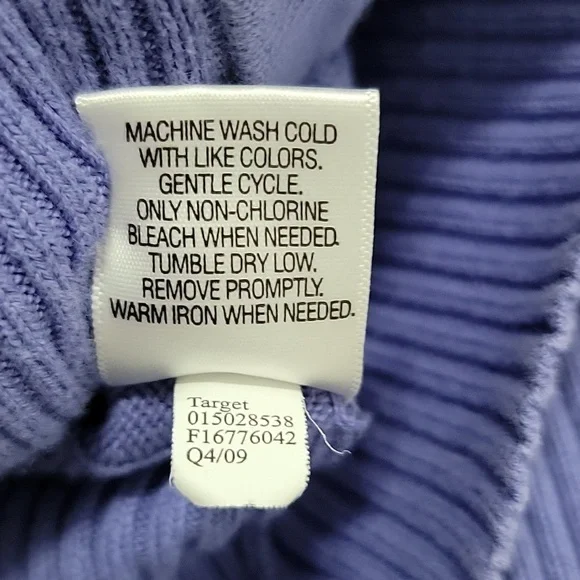 MACHINE WASH COLD
WITH LIKE COLORS.
GENTLE CYCLE.
ONLY NON-CHLORINE
BLEACH WHEN NEEDED.
TUMBLE DRY LOW.
REMOVE PROMPTLY.
WARM IRON WHEN NEEDED.
Target
015028538
F16776042
Q4/09